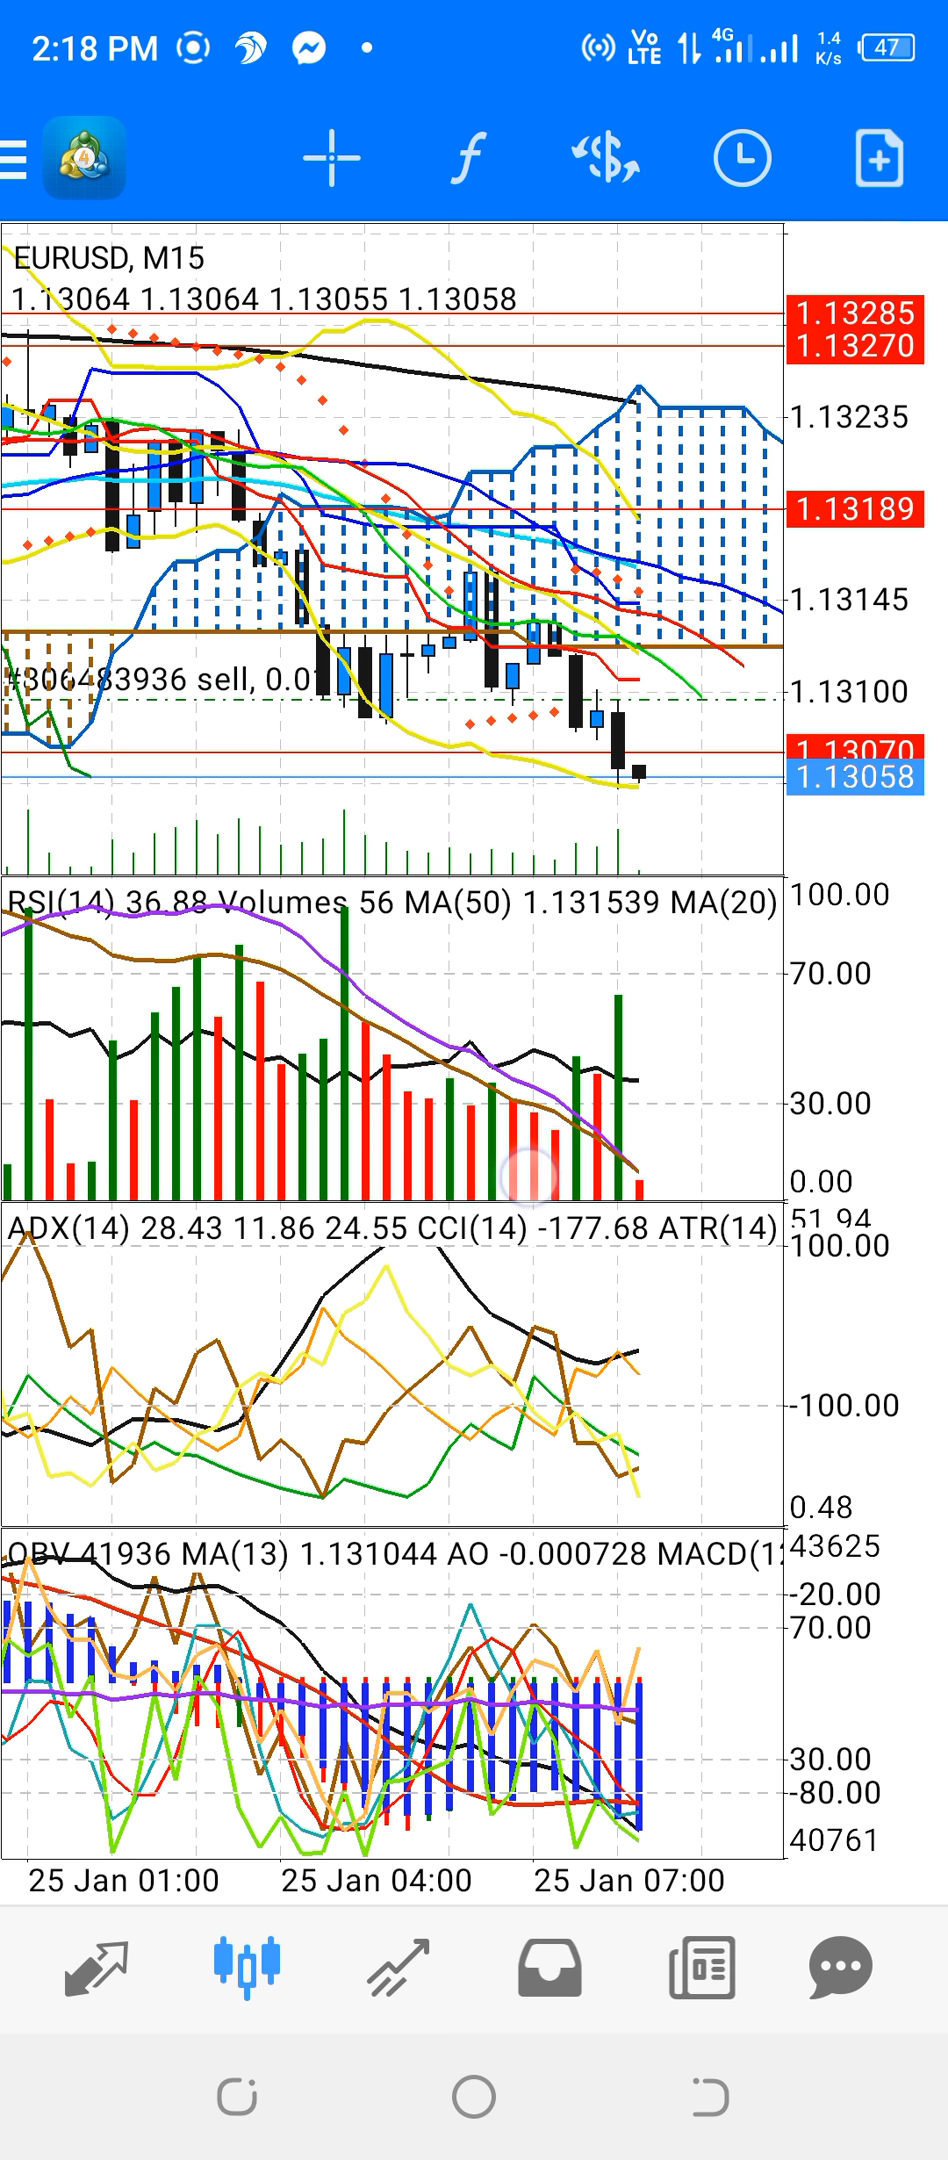 2:18 PM
Vo LTE 4G 1.4 K/s 47
4
EURUSD, M15
1.13064 1.13064 1.13055 1.13058
1.13285
1.13270
1.13235
1.13189
1.13145
#306483936 sell, 0.01
1.13100
1.13070
1.13058
RSI(14) 36.88 Volumes 56 MA(50) 1.131539 MA(20)
100.00
70.00
30.00
0.00
ADX(14) 28.43 11.86 24.55 CCI(14) -177.68 ATR(14)
51.94
100.00
-100.00
0.48
OBV 41936 MA(13) 1.131044 AO -0.000728 MACD(12
43625
-20.00
70.00
30.00
-80.00
40761
25 Jan 01:00 25 Jan 04:00 25 Jan 07:00